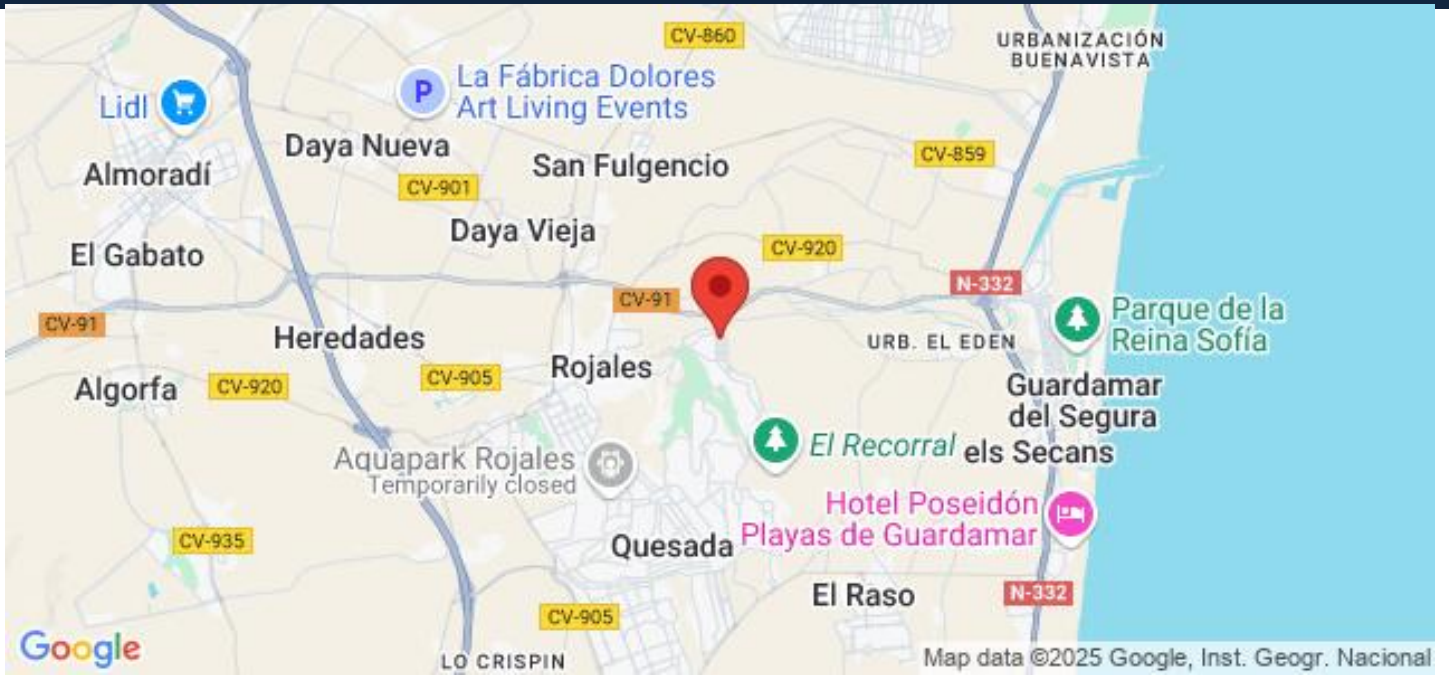 CV-860
URBANIZACIÓN
BUENAVISTA
La Fábrica Dolores
Art Living Events
P
Lidl
Daya Nueva
San Fulgencio
CV-859
Almoradí
CV-901
Daya Vieja
CV-920
El Gabato
N-332
CV-91
Parque de la
Reina Sofía
CV-91
Heredades
URB. EL EDEN
Rojales
CV-905
Algorfa
CV-920
Guardamar
del Segura
El Recorral
els Secans
Aquapark Rojales
Temporarily closed
Hotel Poseidón
Playas de Guardamar
CV-935
Quesada
El Raso
N-332
CV-905
Google
LO CRISPIN
Map data ©2025 Google, Inst. Geogr. Nacional